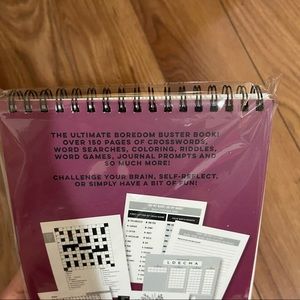 THE ULTIMATE BOREDOM BUSTER BOOK!
OVER 150 PAGES OF CROSSWORDS,
WORD SEARCHES, COLORING, RIDDLES,
WORD GAMES, JOURNAL PROMPTS AND
SO MUCH MORE!
CHALLENGE YOUR BRAIN, SELF-REFLECT,
OR SIMPLY HAVE A BIT OF FUN!
LOECHA